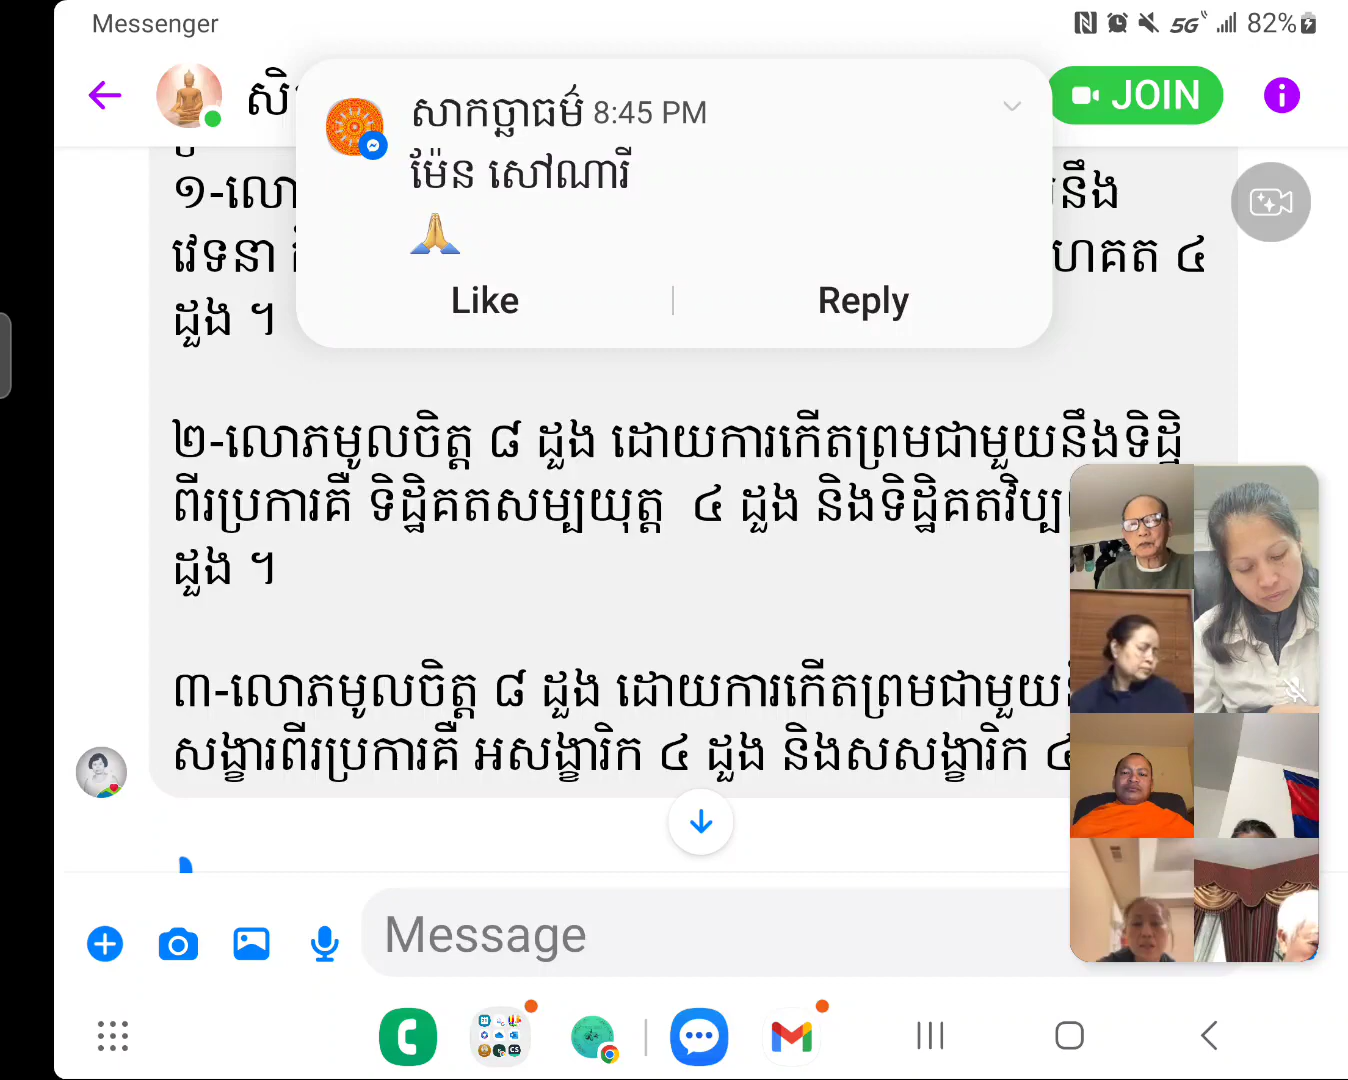 Messenger
5G 82%
សាកច្ឆាធម៌ 8:45 PM
JOIN
ម៉ែន សៅណារី
🙏
Like
Reply
១-លោ
នឹង
វេទនា
ហគត ៤
ដួង ។
២-លោភមូលចិត្ត ៨ ដួង ដោយការកើតព្រមជាមួយនឹងទិដ្ឋិ
ពីរប្រការគឺ ទិដ្ឋិគតសម្បយុត្ត ៤ ដួង និងទិដ្ឋិគតវិប្ប
ដួង ។
៣-លោភមូលចិត្ត ៨ ដួង ដោយការកើតព្រមជាមួយ
សង្ខារពីរប្រការគឺ អសង្ខារិក ៤ ដួង និងសសង្ខារិក ៤
Message